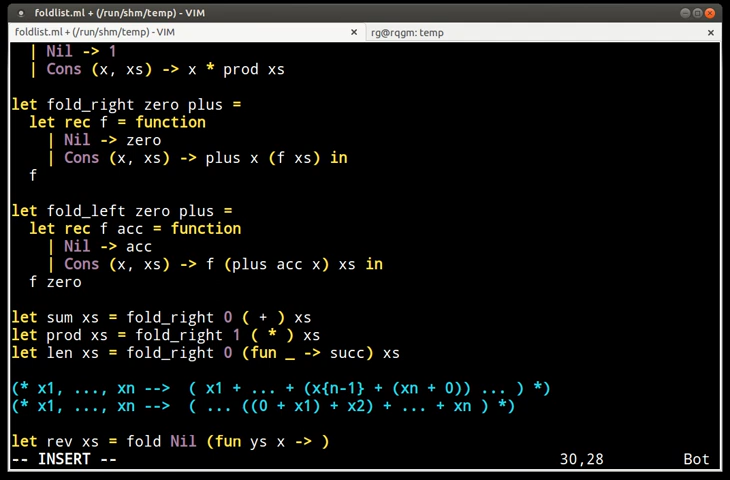 foldlist.ml + (/run/shm/temp) - VIM
foldlist.ml + (/run/shm/temp) - VIM
rg@rqgm: temp
| Nil -> 1
| Cons (x, xs) -> x * prod xs
let fold_right zero plus =
let rec f = function
| Nil -> zero
| Cons (x, xs) -> plus x (f xs) in
f
let fold_left zero plus =
let rec f acc = function
| Nil -> acc
| Cons (x, xs) -> f (plus acc x) xs in
f zero
let sum xs = fold_right 0 ( + ) xs
let prod xs = fold_right 1 ( * ) xs
let len xs = fold_right 0 (fun _ -> succ) xs
(* x1, ..., xn --> ( x1 + ... + (x{n-1} + (xn + 0)) ... ) *)
(* x1, ..., xn --> ( ... ((0 + x1) + x2) + ... + xn ) *)
let rev xs = fold Nil (fun ys x -> )
-- INSERT -- 30,28 Bot